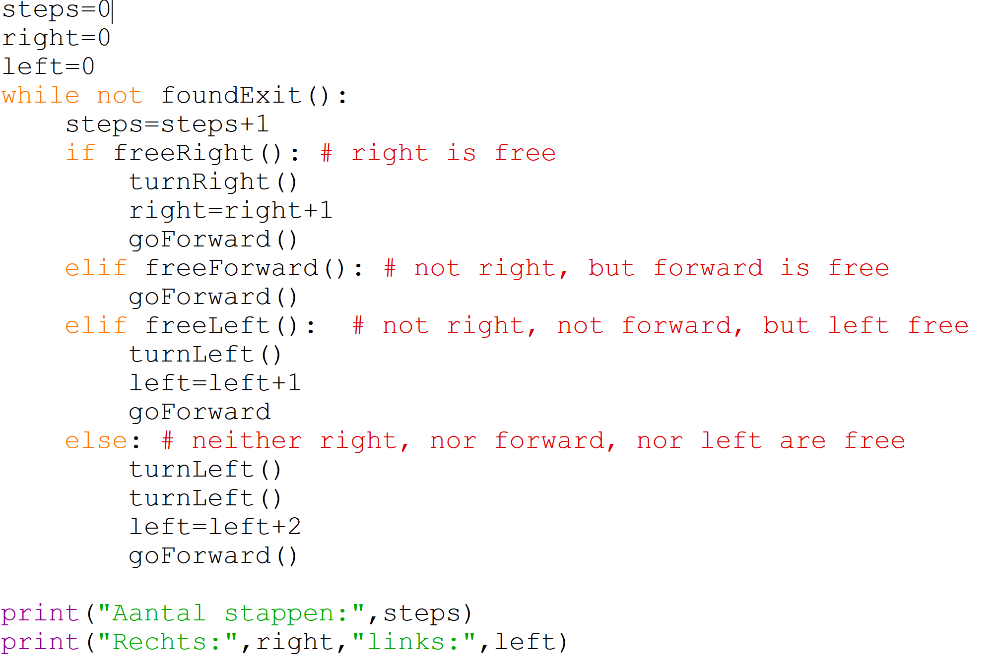 steps=0
right=0
left=0
while not foundExit():
    steps=steps+1
    if freeRight(): # right is free
        turnRight()
        right=right+1
        goForward()
    elif freeForward(): # not right, but forward is free
        goForward()
    elif freeLeft():  # not right, not forward, but left free
        turnLeft()
        left=left+1
        goForward
    else: # neither right, nor forward, nor left are free
        turnLeft()
        turnLeft()
        left=left+2
        goForward()

print("Aantal stappen:",steps)
print("Rechts:",right,"links:",left)